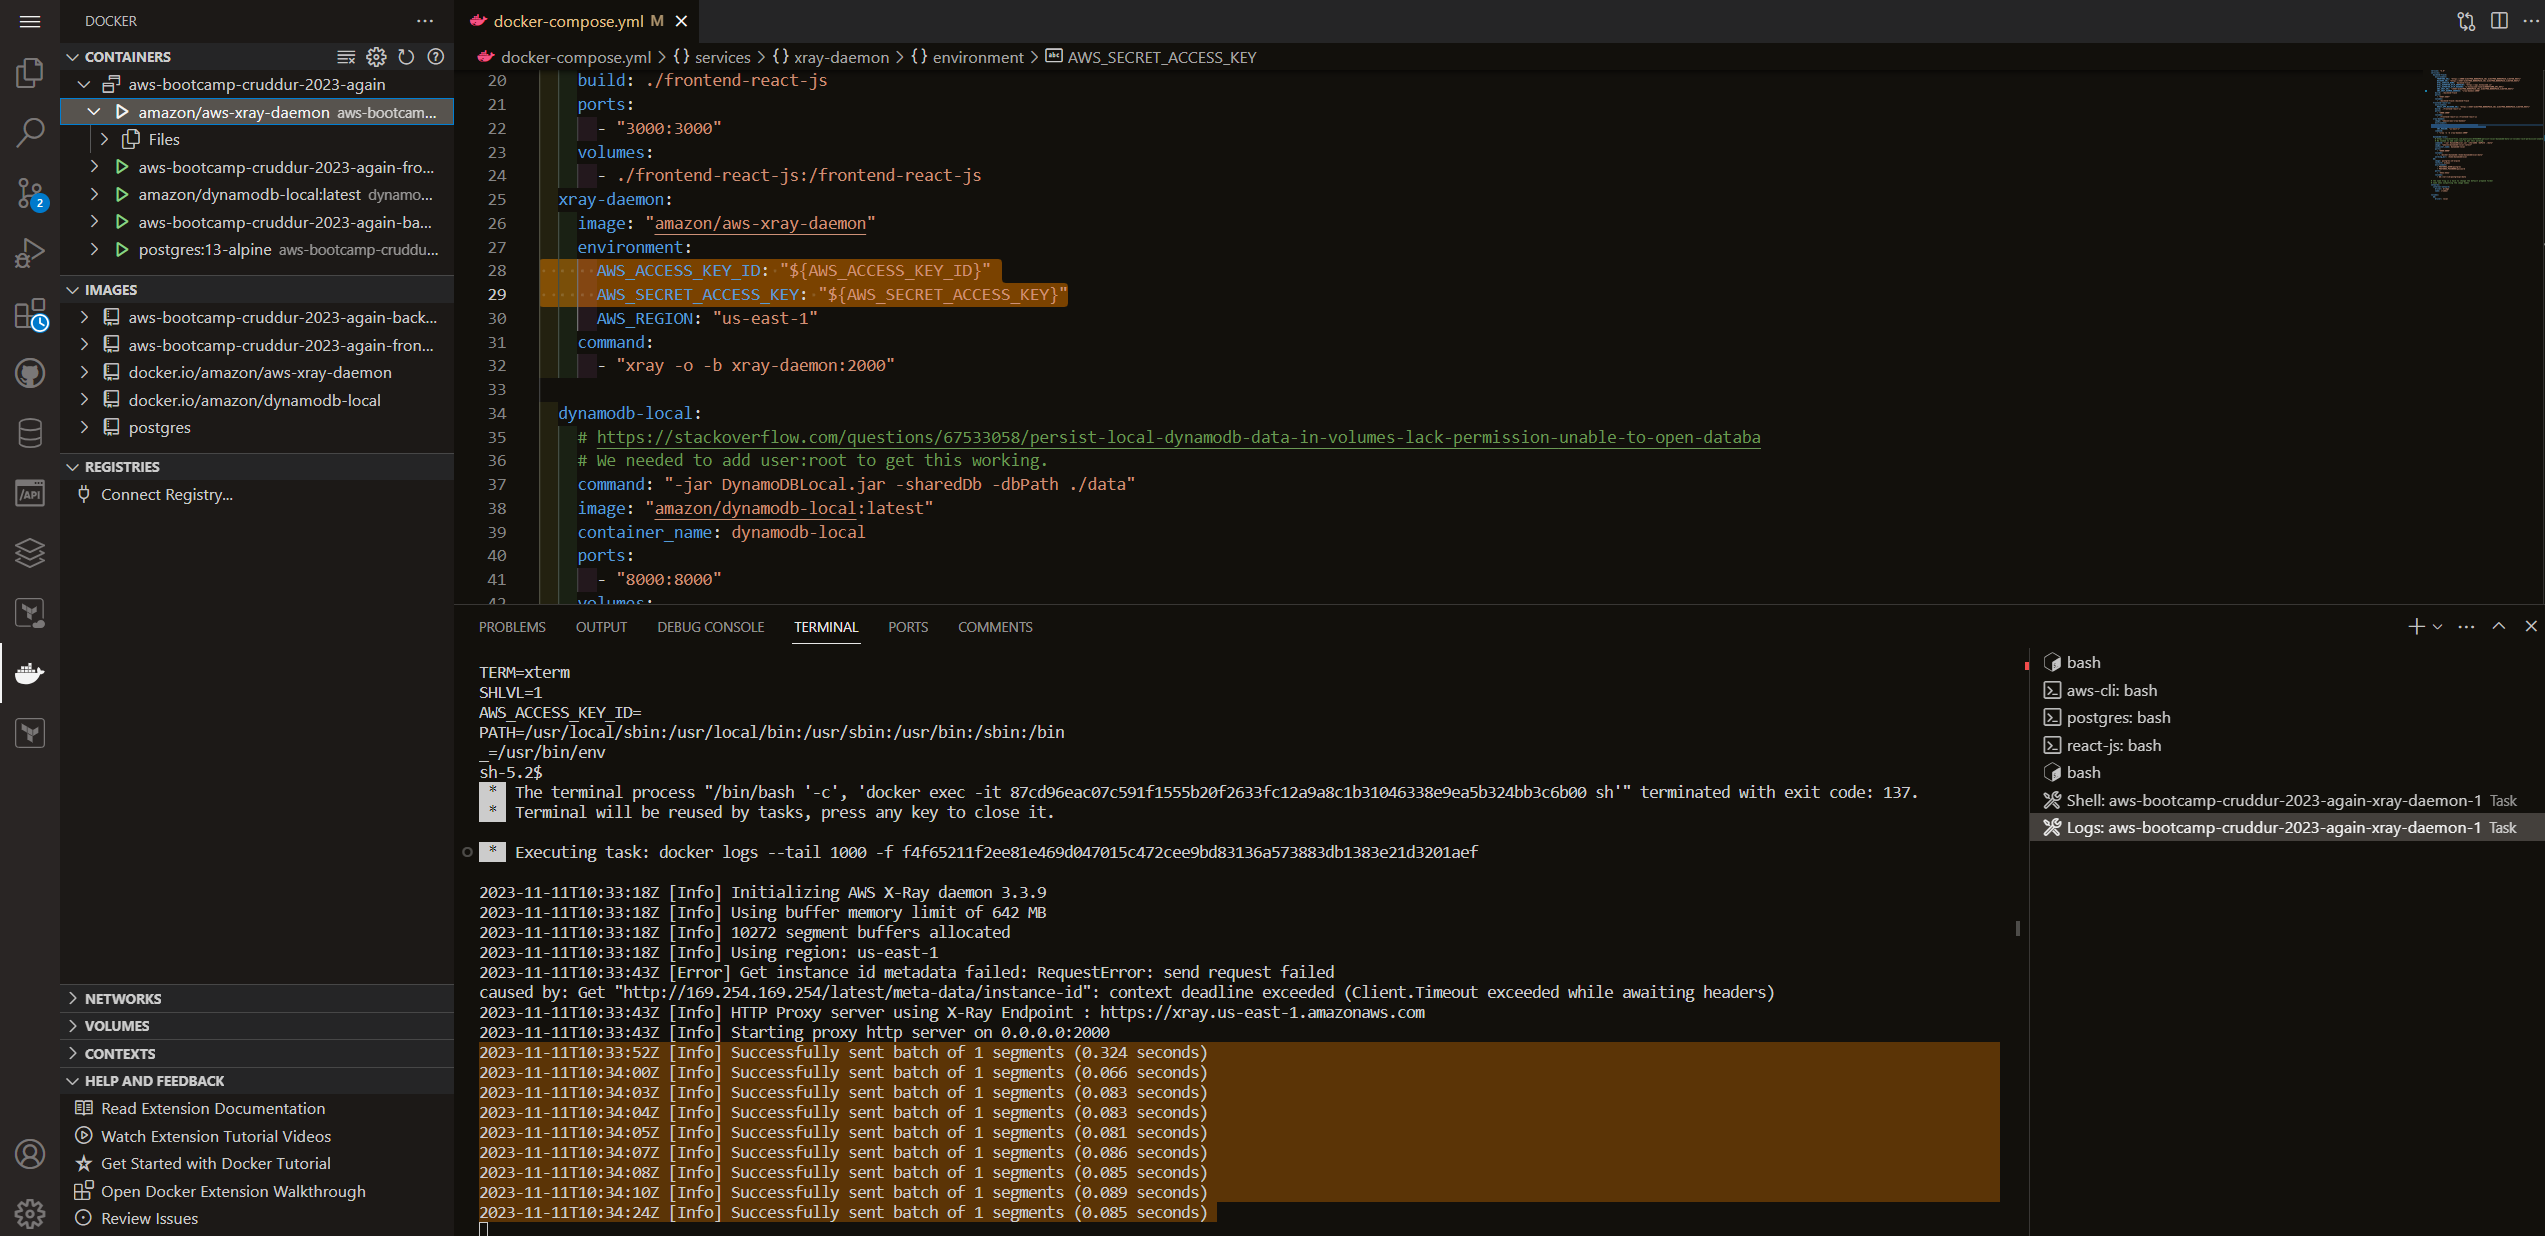 DOCKER
CONTAINERS
aws-bootcamp-cruddur-2023-again
amazon/aws-xray-daemon aws-bootcam...
Files
aws-bootcamp-cruddur-2023-again-fro...
amazon/dynamodb-local:latest dynamo...
aws-bootcamp-cruddur-2023-again-ba...
postgres:13-alpine aws-bootcamp-cruddu...
IMAGES
aws-bootcamp-cruddur-2023-again-back...
aws-bootcamp-cruddur-2023-again-fron...
docker.io/amazon/aws-xray-daemon
docker.io/amazon/dynamodb-local
postgres
REGISTRIES
Connect Registry...
NETWORKS
VOLUMES
CONTEXTS
HELP AND FEEDBACK
Read Extension Documentation
Watch Extension Tutorial Videos
Get Started with Docker Tutorial
Open Docker Extension Walkthrough
Review Issues
2
/API
docker-compose.yml M
docker-compose.yml > {} services > {} xray-daemon > {} environment > abc AWS_SECRET_ACCESS_KEY
20 build: ./frontend-react-js
21 ports:
22 - "3000:3000"
23 volumes:
24 - ./frontend-react-js:/frontend-react-js
25 xray-daemon:
26 image: "amazon/aws-xray-daemon"
27 environment:
28 AWS_ACCESS_KEY_ID: "${AWS_ACCESS_KEY_ID}"
29 AWS_SECRET_ACCESS_KEY: "${AWS_SECRET_ACCESS_KEY}"
30 AWS_REGION: "us-east-1"
31 command:
32 - "xray -o -b xray-daemon:2000"
33
34 dynamodb-local:
35 # https://stackoverflow.com/questions/67533058/persist-local-dynamodb-data-in-volumes-lack-permission-unable-to-open-databa
36 # We needed to add user:root to get this working.
37 command: "-jar DynamoDBLocal.jar -sharedDb -dbPath ./data"
38 image: "amazon/dynamodb-local:latest"
39 container_name: dynamodb-local
40 ports:
41 - "8000:8000"
42 volumes:
PROBLEMS OUTPUT DEBUG CONSOLE TERMINAL PORTS COMMENTS
TERM=xterm
SHLVL=1
AWS_ACCESS_KEY_ID=
PATH=/usr/local/sbin:/usr/local/bin:/usr/sbin:/usr/bin:/sbin:/bin
_=/usr/bin/env
sh-5.2$
* The terminal process "/bin/bash '-c', 'docker exec -it 87cd96eac07c591f1555b20f2633fc12a9a8c1b31046338e9ea5b324bb3c6b00 sh'" terminated with exit code: 137.
* Terminal will be reused by tasks, press any key to close it.
* Executing task: docker logs --tail 1000 -f f4f65211f2ee81e469d047015c472cee9bd83136a573883db1383e21d3201aef
2023-11-11T10:33:18Z [Info] Initializing AWS X-Ray daemon 3.3.9
2023-11-11T10:33:18Z [Info] Using buffer memory limit of 642 MB
2023-11-11T10:33:18Z [Info] 10272 segment buffers allocated
2023-11-11T10:33:18Z [Info] Using region: us-east-1
2023-11-11T10:33:43Z [Error] Get instance id metadata failed: RequestError: send request failed
caused by: Get "http://169.254.169.254/latest/meta-data/instance-id": context deadline exceeded (Client.Timeout exceeded while awaiting headers)
2023-11-11T10:33:43Z [Info] HTTP Proxy server using X-Ray Endpoint : https://xray.us-east-1.amazonaws.com
2023-11-11T10:33:43Z [Info] Starting proxy http server on 0.0.0.0:2000
2023-11-11T10:33:52Z [Info] Successfully sent batch of 1 segments (0.324 seconds)
2023-11-11T10:34:00Z [Info] Successfully sent batch of 1 segments (0.066 seconds)
2023-11-11T10:34:03Z [Info] Successfully sent batch of 1 segments (0.083 seconds)
2023-11-11T10:34:04Z [Info] Successfully sent batch of 1 segments (0.083 seconds)
2023-11-11T10:34:05Z [Info] Successfully sent batch of 1 segments (0.081 seconds)
2023-11-11T10:34:07Z [Info] Successfully sent batch of 1 segments (0.086 seconds)
2023-11-11T10:34:08Z [Info] Successfully sent batch of 1 segments (0.085 seconds)
2023-11-11T10:34:10Z [Info] Successfully sent batch of 1 segments (0.089 seconds)
2023-11-11T10:34:24Z [Info] Successfully sent batch of 1 segments (0.085 seconds)
bash
aws-cli: bash
postgres: bash
react-js: bash
bash
Shell: aws-bootcamp-cruddur-2023-again-xray-daemon-1 Task
Logs: aws-bootcamp-cruddur-2023-again-xray-daemon-1 Task